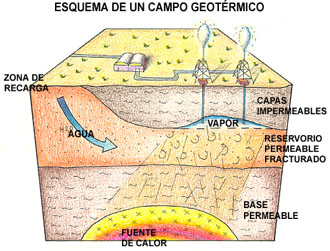 ESQUEMA DE UN CAMPO GEOTÉRMICO
ZONA DE
RECARGA
CAPAS
IMPERMEABLES
VAPOR
AGUA
RESERVORIO
PERMEABLE
FRACTURADO
BASE
PERMEABLE
FUENTE
DE CALOR